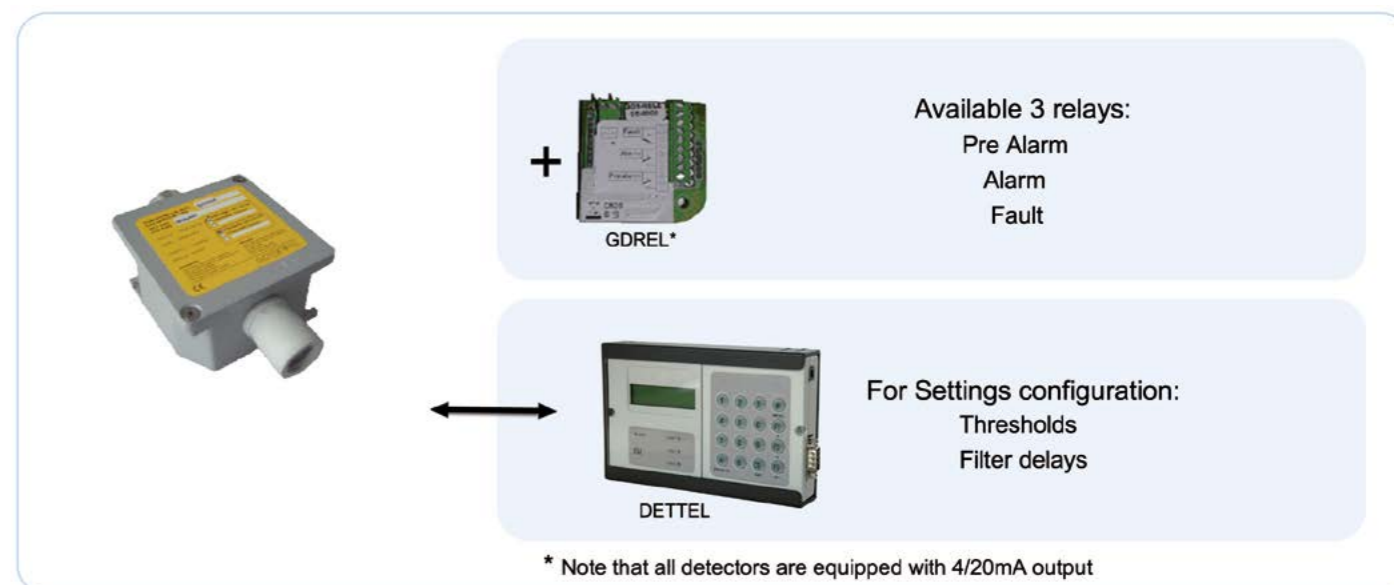 Available 3 relays:
Pre Alarm
+
Alarm
Fault
GDREL*
For Settings configuration:
Thresholds
Filter delays
DETTEL
* Note that all detectors are equipped with 4/20mA output